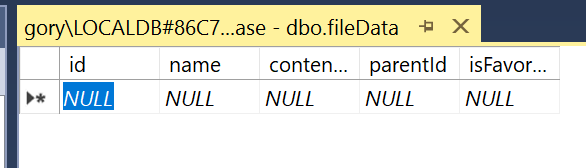 gory\LOCALDB#86C7...ase - dbo.fileData
id name conten... parentId isFavor...
NULL NULL NULL NULL NULL